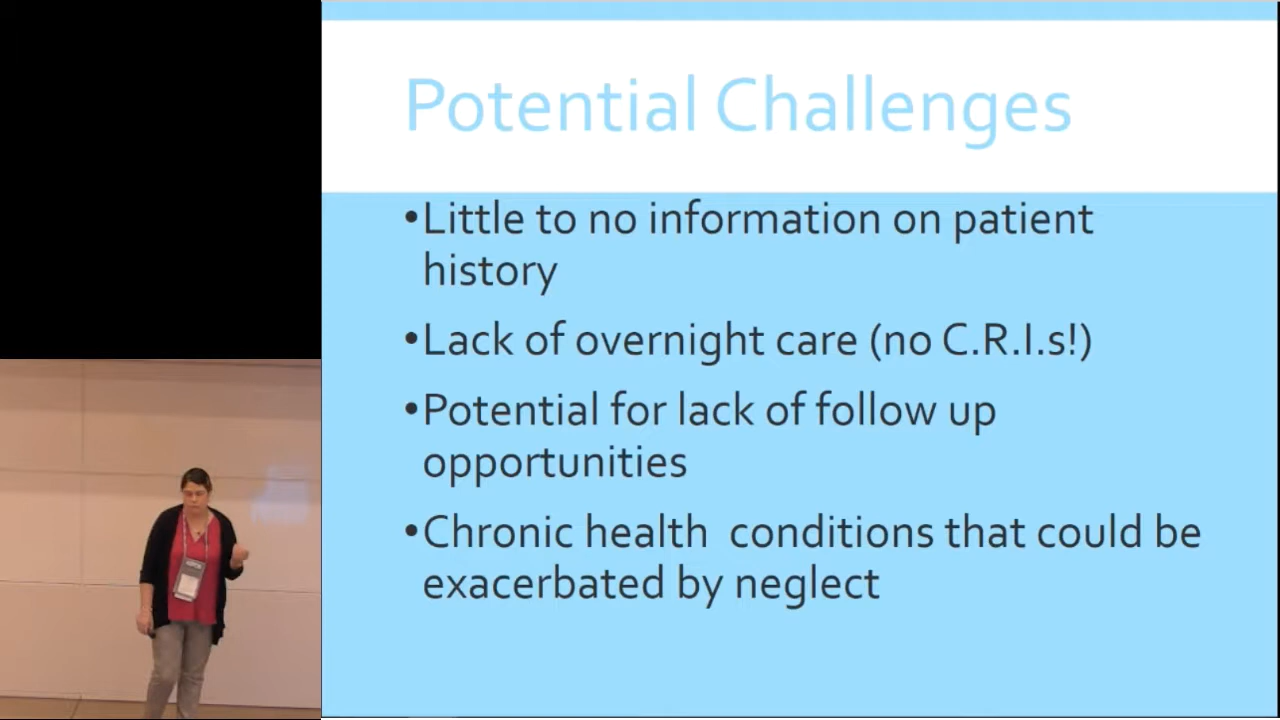 Potential Challenges
•Little to no information on patient
history
•Lack of overnight care (no C.R.I.s!)
•Potential for lack of follow up
opportunities
•Chronic health  conditions that could be
exacerbated by neglect